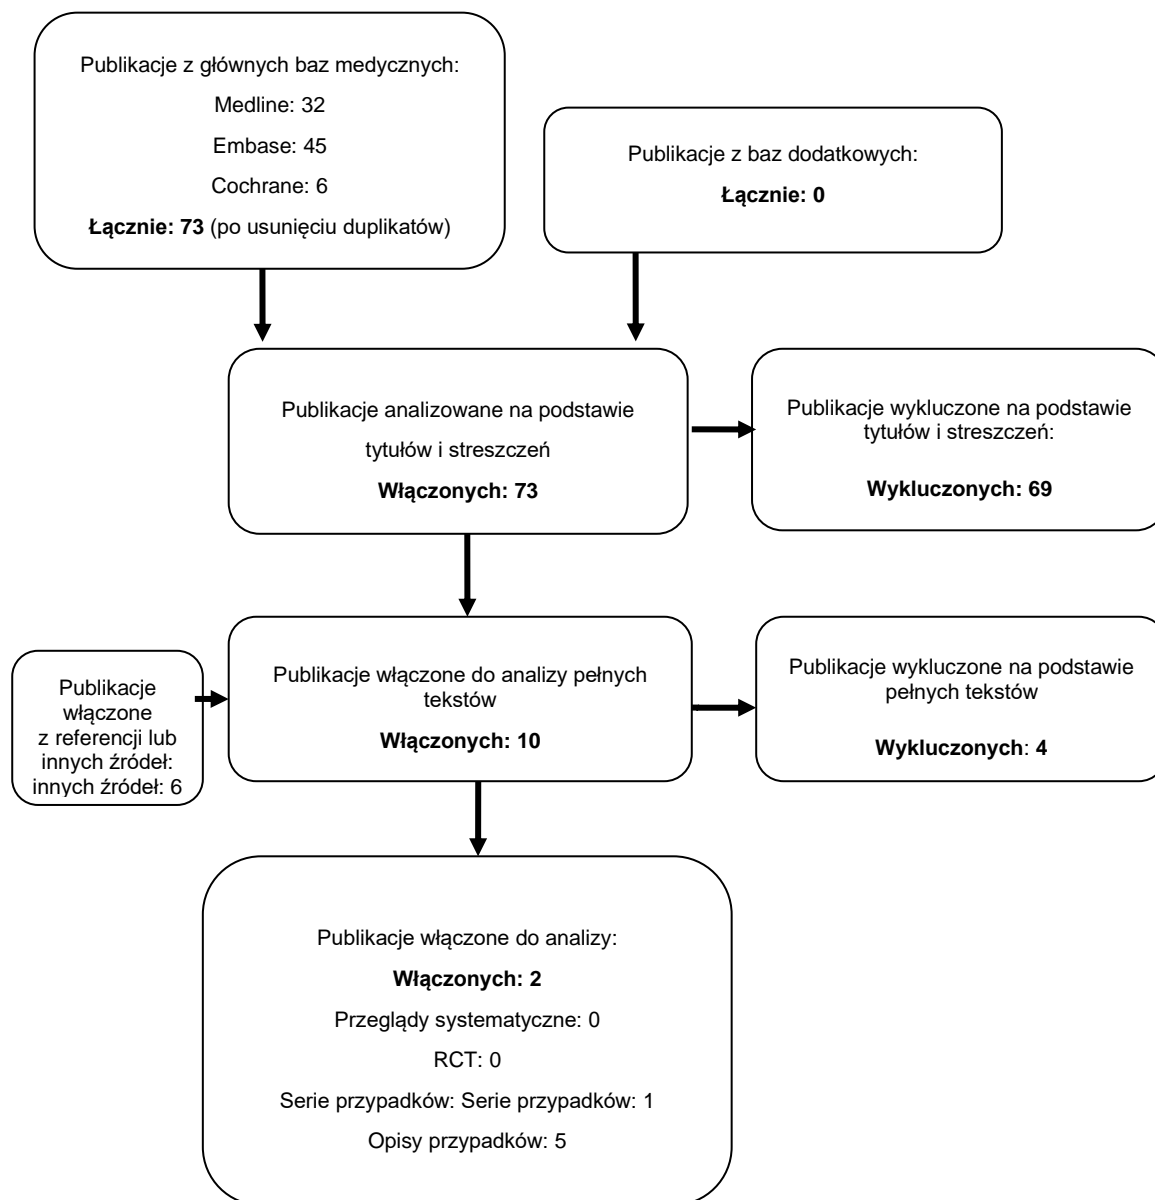 Publikacje z głównych baz medycznych:
Medline: 32
Embase: 45
Cochrane: 6
Łącznie: 73 (po usunięciu duplikatów)
Publikacje z baz dodatkowych:
Łącznie: 0
Publikacje analizowane na podstawie
tytułów i streszczeń
Włączonych: 73
Publikacje wykluczone na podstawie
tytułów i streszczeń:
Wykluczonych: 69
Publikacje
włączone
z referencji lub
innych źródeł:
innych źródeł: 6
Publikacje włączone do analizy pełnych
tekstów
Włączonych: 10
Publikacje wykluczone na podstawie
pełnych tekstów
Wykluczonych: 4
Publikacje włączone do analizy:
Włączonych: 2
Przeglądy systematyczne: 0
RCT: 0
Serie przypadków: Serie przypadków: 1
Opisy przypadków: 5